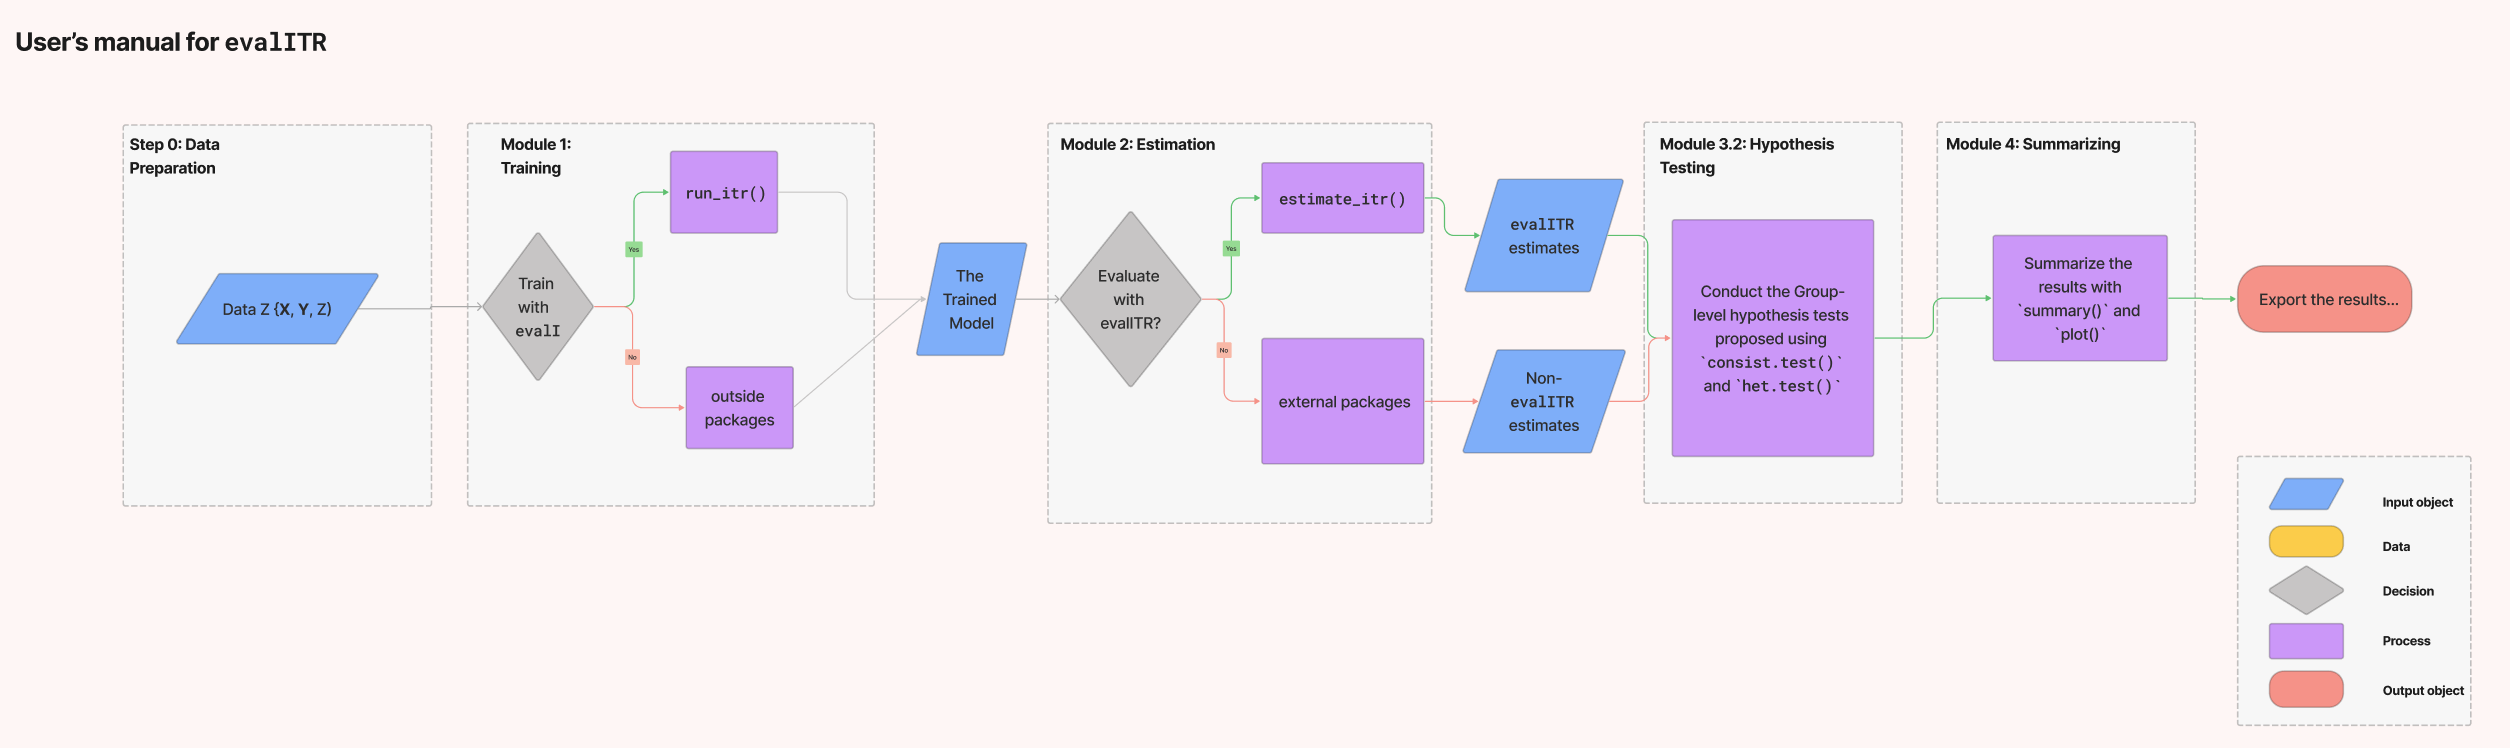 User's manual for evalITR
Step 0: Data
Preparation
Data Z {X, Y, Z)
Module 1:
Training
Train
with
evalI
Yes
No
run_itr()
outside
packages
The
Trained
Model
Module 2: Estimation
Evaluate
with
evalITR?
Yes
No
estimate_itr()
external packages
evalITR
estimates
Non-
evalITR
estimates
Module 3.2: Hypothesis
Testing
Conduct the Group-
level hypothesis tests
proposed using
`consist.test()`
and `het.test()`
Module 4: Summarizing
Summarize the
results with
`summary()` and
`plot()`
Export the results...
Input object
Data
Decision
Process
Output object